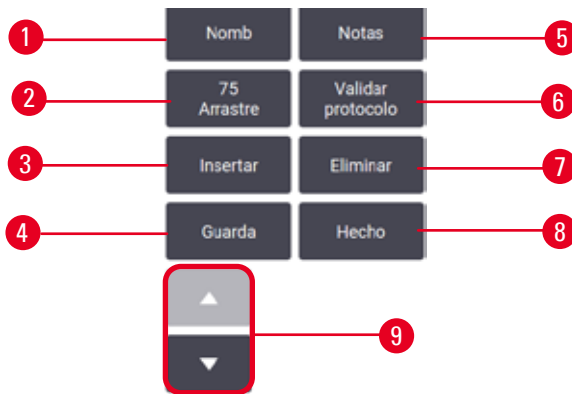 1 Nomb Notas 5
2 75 Arrastre Validar protocolo 6
3 Insertar Eliminar 7
4 Guarda Hecho 8
9